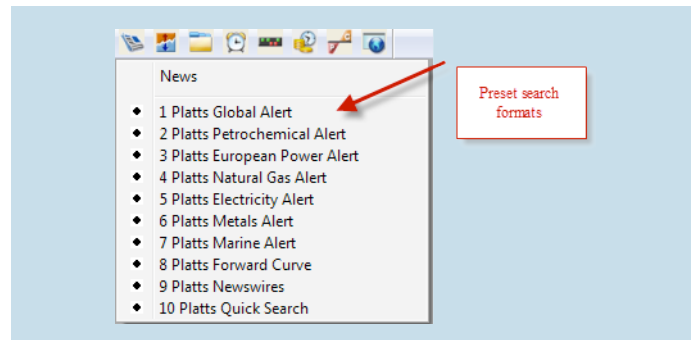 News
1 Platts Global Alert
2 Platts Petrochemical Alert
3 Platts European Power Alert
4 Platts Natural Gas Alert
5 Platts Electricity Alert
6 Platts Metals Alert
7 Platts Marine Alert
8 Platts Forward Curve
9 Platts Newswires
10 Platts Quick Search
Preset search
formats